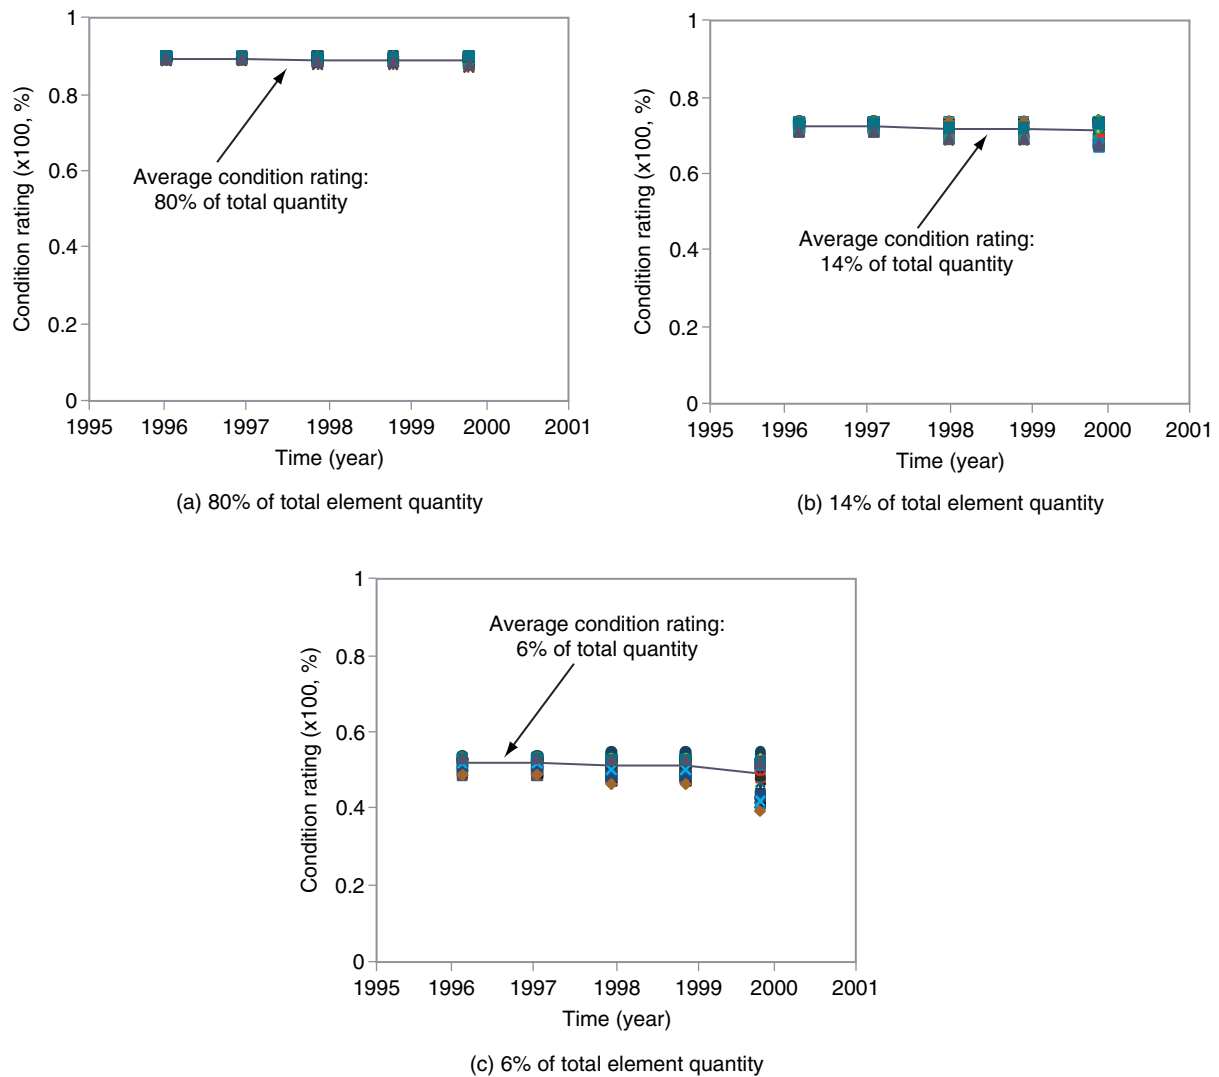 1
0.8
0.6
0.4
0.2
0
Condition rating (x100, %)
Average condition rating:
80% of total quantity
1995 1996 1997 1998 1999 2000 2001
Time (year)
(a) 80% of total element quantity
1
0.8
0.6
0.4
0.2
0
Condition rating (x100, %)
Average condition rating:
14% of total quantity
1995 1996 1997 1998 1999 2000 2001
Time (year)
(b) 14% of total element quantity
1
0.8
0.6
0.4
0.2
0
Condition rating (x100, %)
Average condition rating:
6% of total quantity
1995 1996 1997 1998 1999 2000 2001
Time (year)
(c) 6% of total element quantity